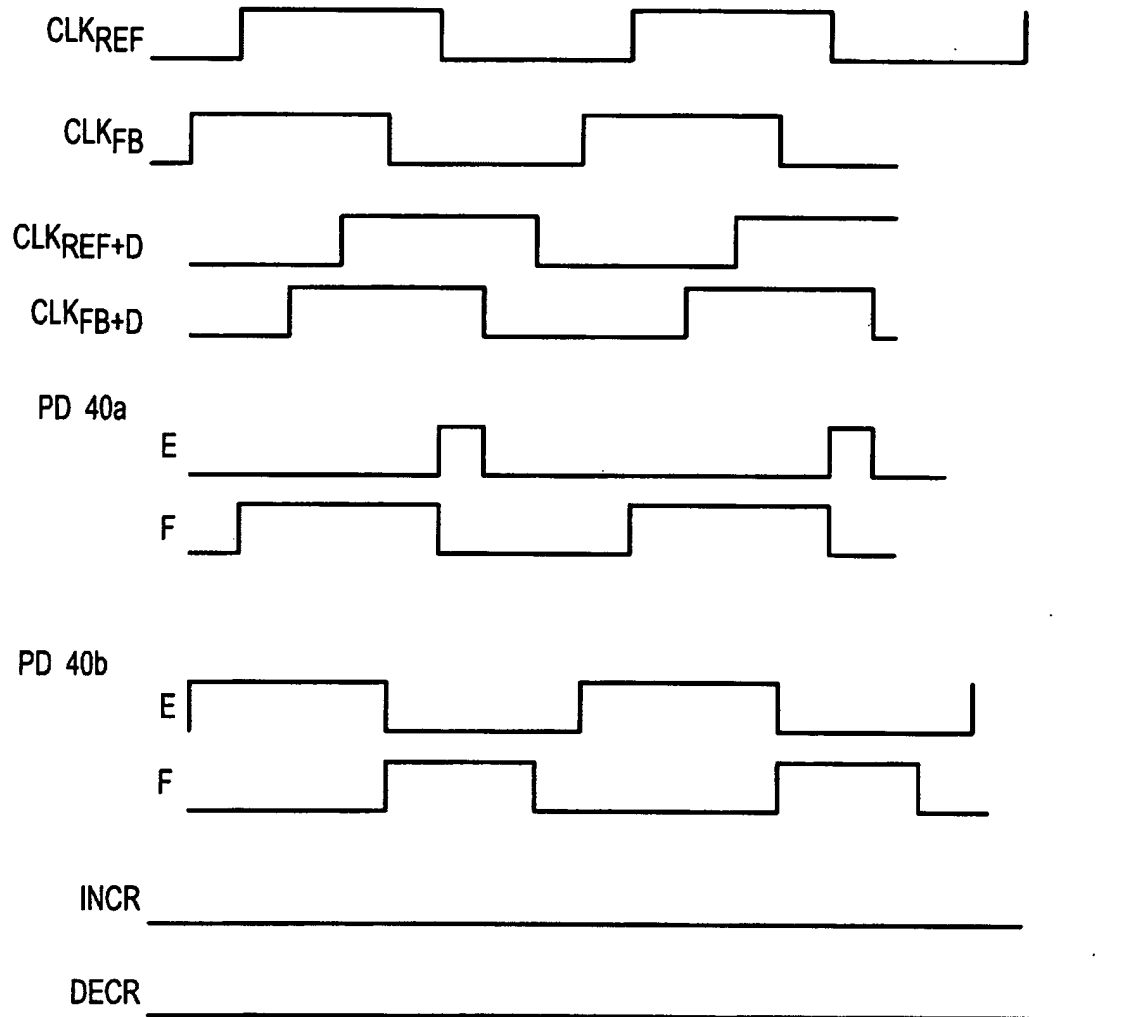 CLKREF
CLKFB
CLKREF+D
CLKFB+D
PD 40a
E
F
PD 40b
E
F
INCR
DECR